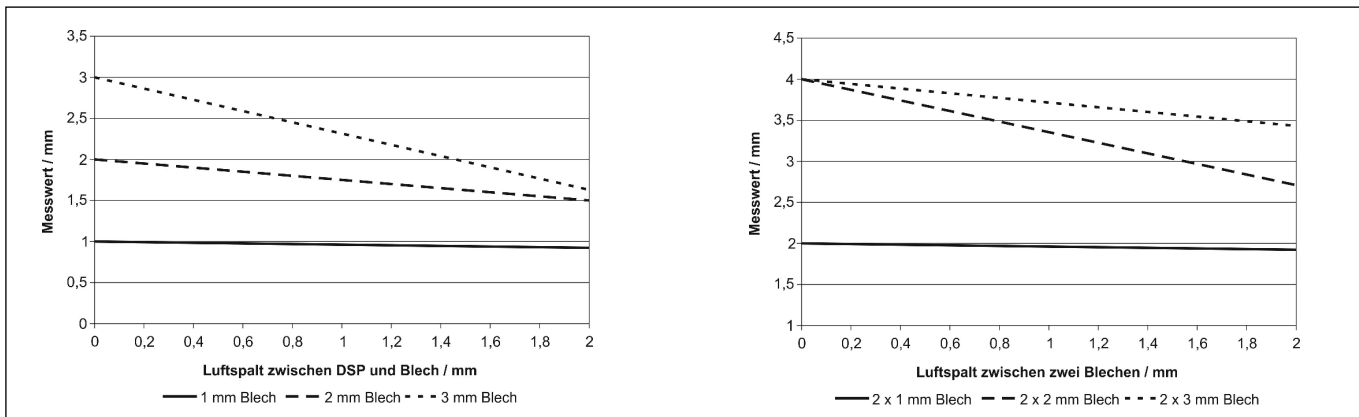 3,5
3
2,5
2
1,5
1
0,5
0
Messwert / mm
0 0,2 0,4 0,6 0,8 1 1,2 1,4 1,6 1,8 2
Luftspalt zwischen DSP und Blech / mm
1 mm Blech 2 mm Blech 3 mm Blech
4,5
4
3,5
3
2,5
2
1,5
1
Messwert / mm
0 0,2 0,4 0,6 0,8 1 1,2 1,4 1,6 1,8 2
Luftspalt zwischen zwei Blechen / mm
2 x 1 mm Blech 2 x 2 mm Blech 2 x 3 mm Blech